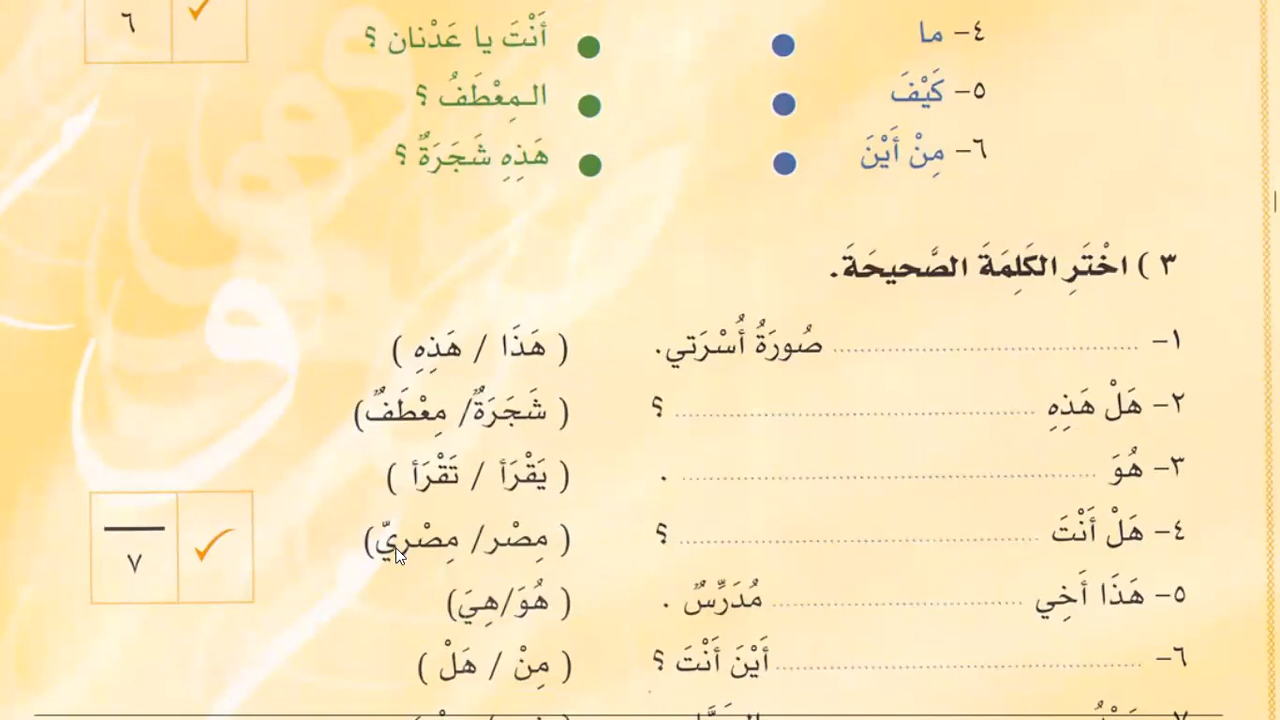 ٤- ما أَنْتَ يا عَدْنان ؟ ٦
٥- كَيْفَ المِعْطَفُ ؟
٦- مِنْ أَيْنَ هَذِهِ شَجَرَةٌ ؟
٣ ) اخْتَرِ الكَلِمَةَ الصَّحيحَةَ.
١- ........ صُورَةُ أُسْرَتي. ( هَذَا / هَذِهِ )
٢- هَلْ هَذِهِ ........ ؟ ( شَجَرَةٌ/ مِعْطَفٌ)
٣- هُوَ ........ . ( يَقْرَأ / تَقْرَأ )
٤- هَلْ أَنْتَ ........ ؟ ( مِصْر/ مِصْريّ)
٥- هَذَا أَخِي ........ مُدَرِّسٌ . ( هُوَ/هِيَ)
٦- ........ أَيْنَ أَنْتَ ؟ ( مِنْ / هَلْ )
٧